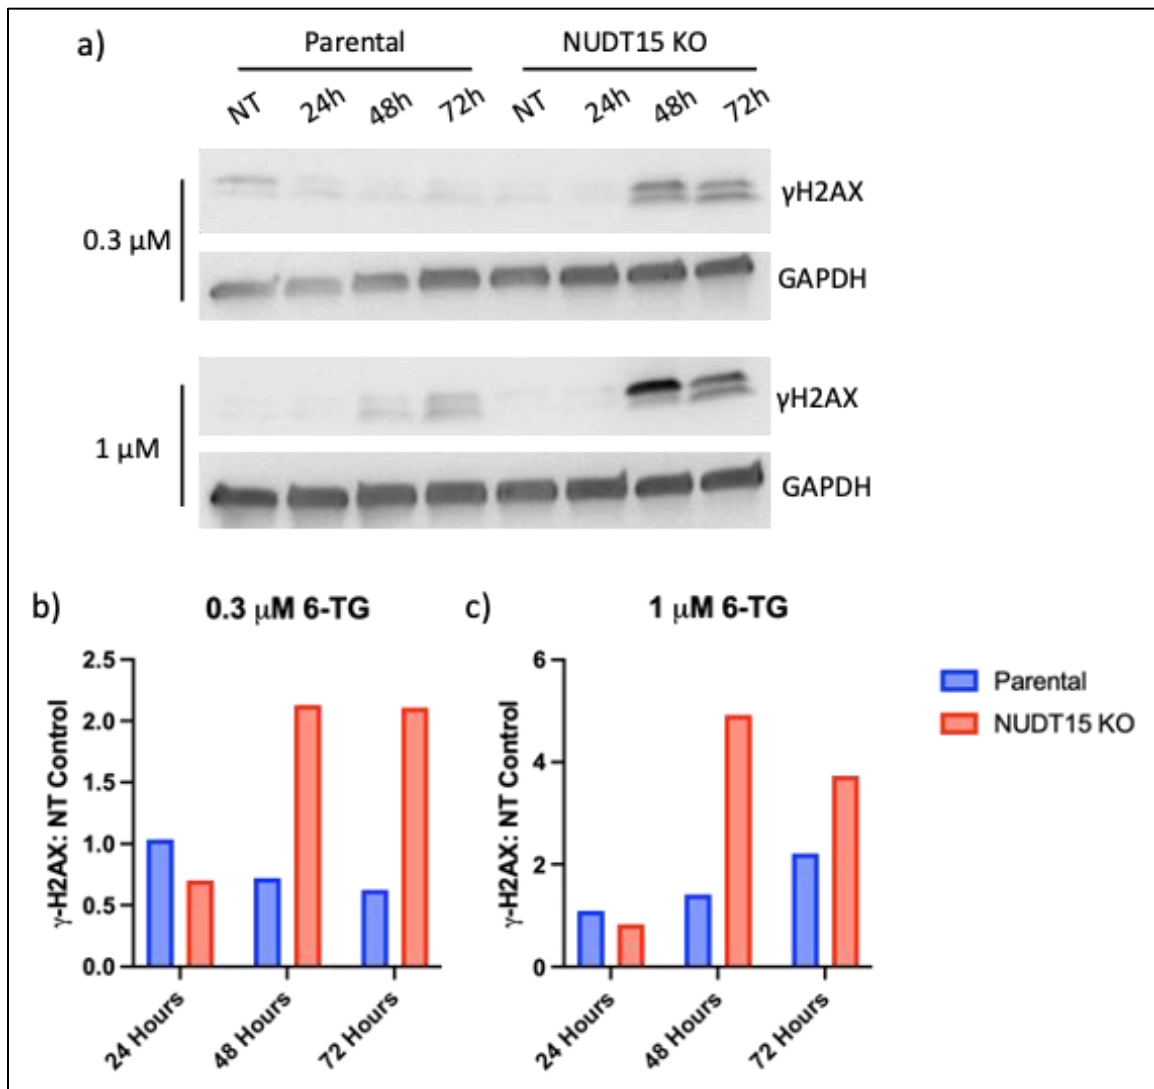 a)
Parental NUDT15 KO
NT 24h 48h 72h NT 24h 48h 72h
0.3 µM
γH2AX
GAPDH
1 µM
γH2AX
GAPDH
b) 0.3 µM 6-TG
γ-H2AX: NT Control
2.5
2.0
1.5
1.0
0.5
0.0
24 Hours 48 Hours 72 Hours
c) 1 µM 6-TG
γ-H2AX: NT Control
6
4
2
0
24 Hours 48 Hours 72 Hours
Parental
NUDT15 KO